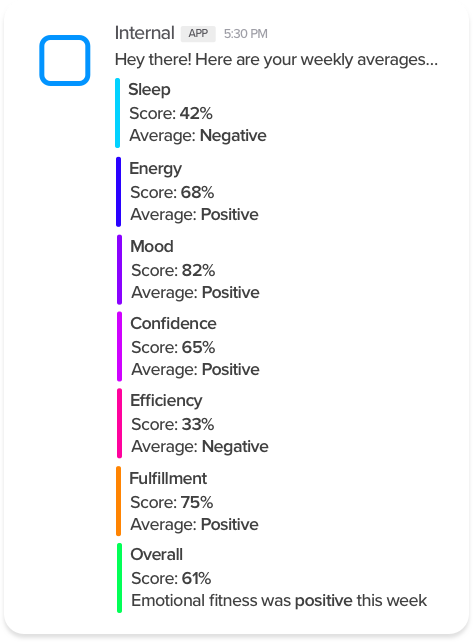 Internal APP 5:30 PM
Hey there! Here are your weekly averages...
Sleep
Score: 42%
Average: Negative
Energy
Score: 68%
Average: Positive
Mood
Score: 82%
Average: Positive
Confidence
Score: 65%
Average: Positive
Efficiency
Score: 33%
Average: Negative
Fulfillment
Score: 75%
Average: Positive
Overall
Score: 61%
Emotional fitness was positive this week